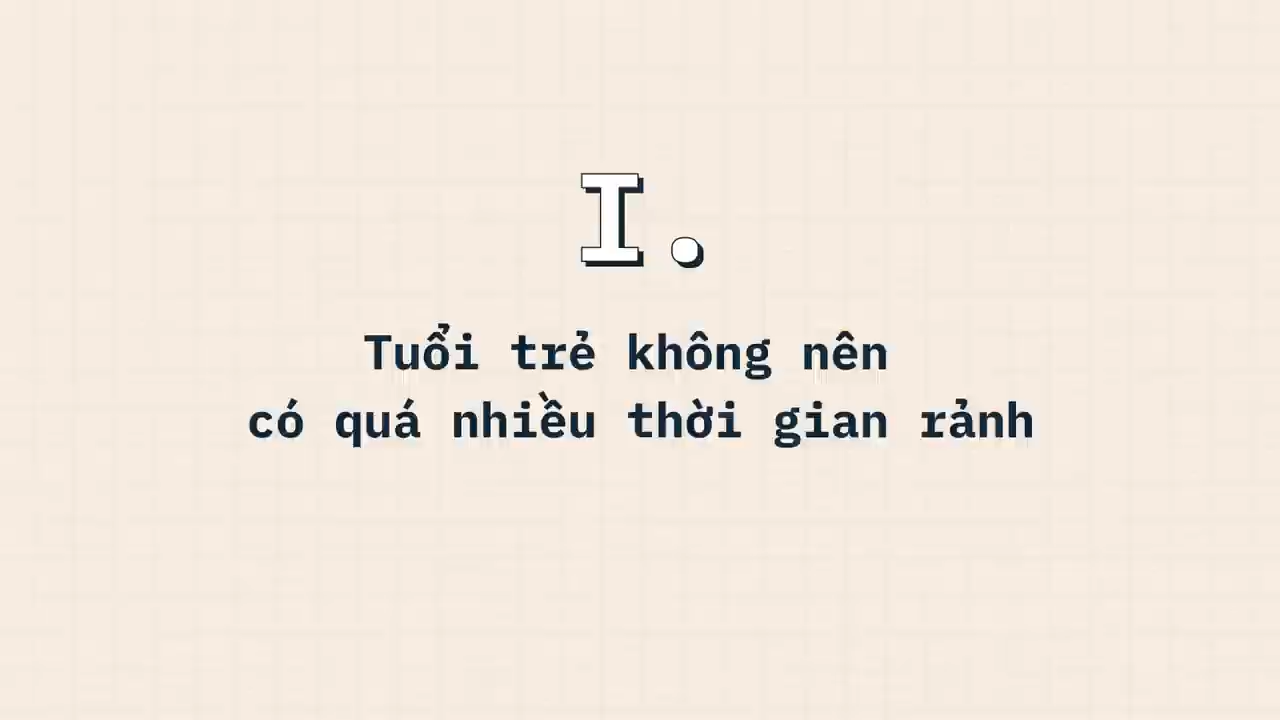 I.
Tuổi trẻ không nên
có quá nhiều thời gian rảnh